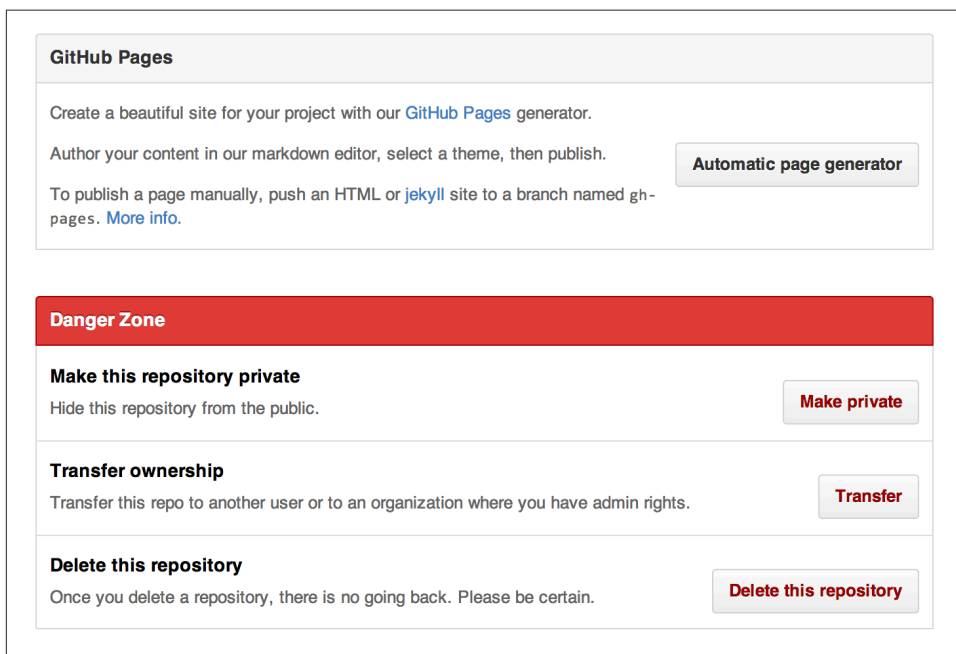 GitHub Pages
Create a beautiful site for your project with our GitHub Pages generator.
Author your content in our markdown editor, select a theme, then publish.
Automatic page generator
To publish a page manually, push an HTML or jekyll site to a branch named gh-
pages. More info.
Danger Zone
Make this repository private
Hide this repository from the public.
Make private
Transfer ownership
Transfer this repo to another user or to an organization where you have admin rights.
Transfer
Delete this repository
Once you delete a repository, there is no going back. Please be certain.
Delete this repository